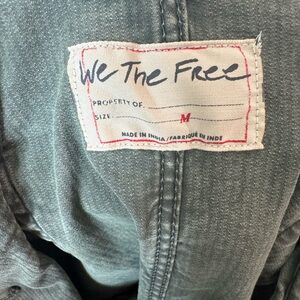 We The Free
PROPERTY OF
SIZE M
MADE IN INDIA / FABRIQUE EN INDE